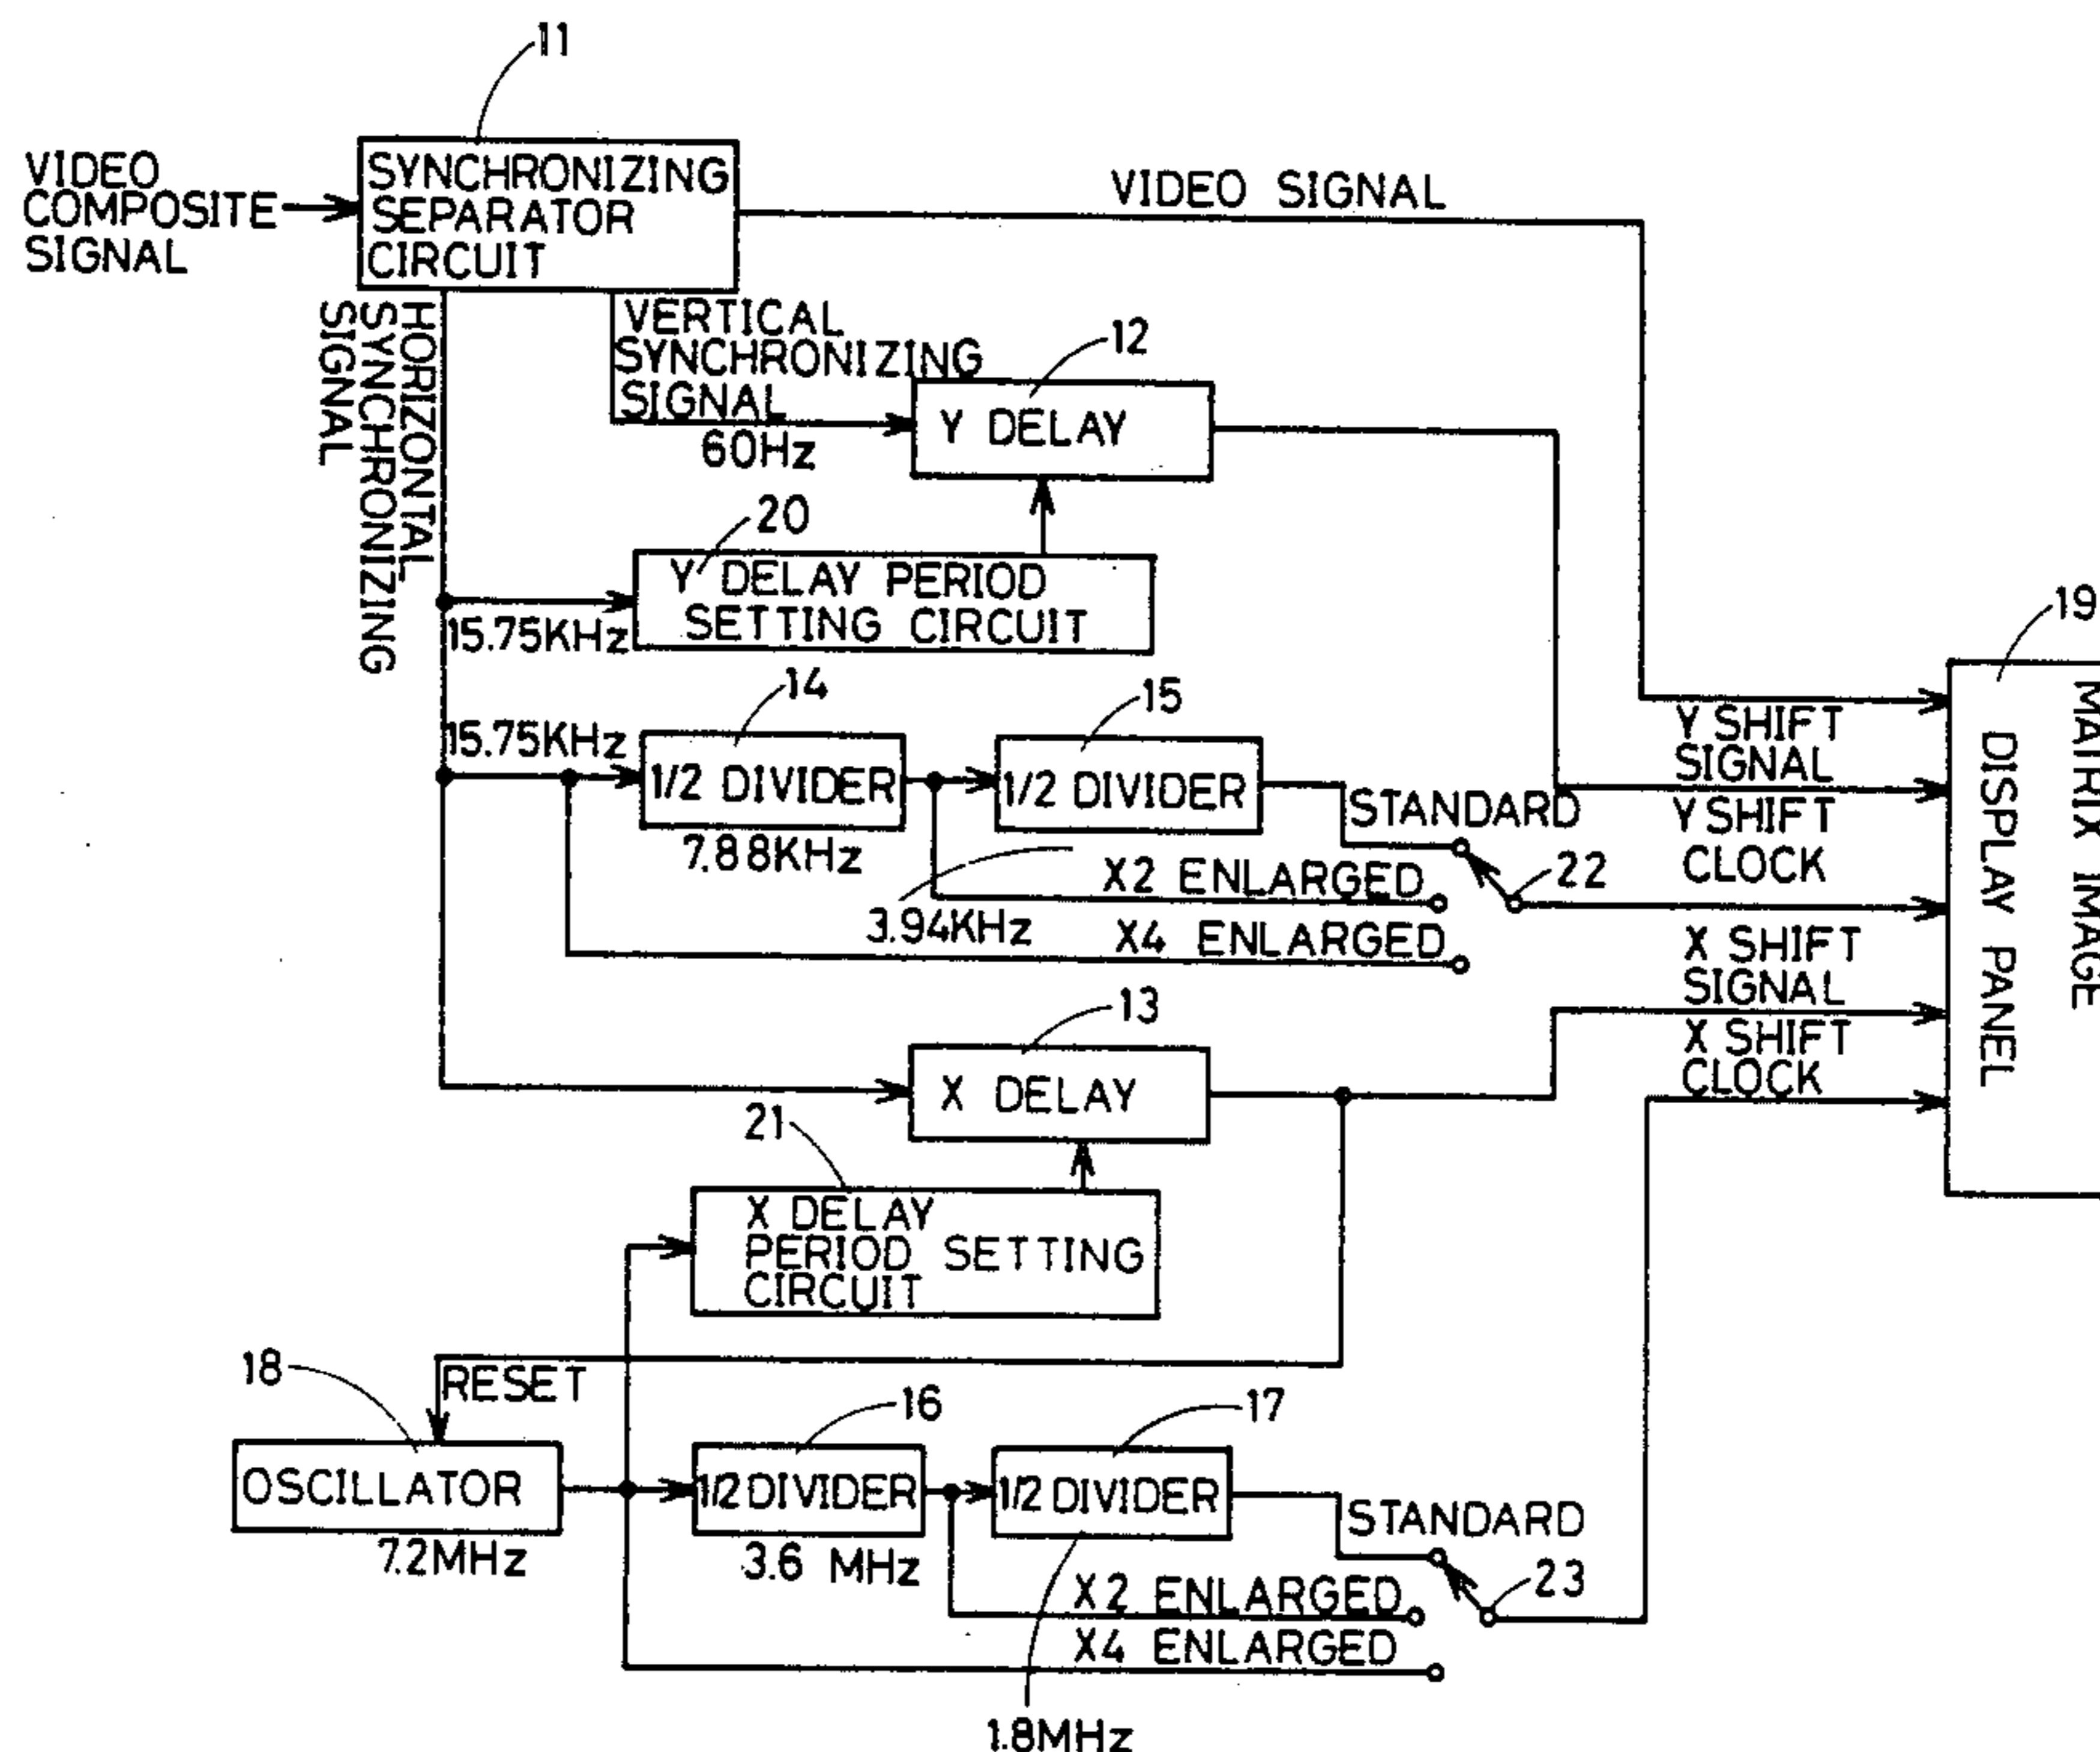 11
VIDEO
COMPOSITE
SIGNAL
SYNCHRONIZING
SEPARATOR
CIRCUIT
VIDEO SIGNAL
HORIZONTAL
SYNCHRONIZING
SIGNAL
VERTICAL
SYNCHRONIZING
SIGNAL
60Hz
12
Y DELAY
20
Y DELAY PERIOD
SETTING CIRCUIT
15.75KHz
19
MATRIX IMAGE
DISPLAY PANEL
14
15
15.75KHz
1/2 DIVIDER
7.88KHz
1/2 DIVIDER
3.94KHz
STANDARD
X2 ENLARGED
X4 ENLARGED
22
Y SHIFT
SIGNAL
Y SHIFT
CLOCK
X SHIFT
SIGNAL
X SHIFT
CLOCK
13
X DELAY
21
X DELAY
PERIOD SETTING
CIRCUIT
18
RESET
OSCILLATOR
7.2MHz
16
1/2 DIVIDER
3.6 MHz
17
1/2 DIVIDER
1.8MHz
STANDARD
X2 ENLARGED
X4 ENLARGED
23